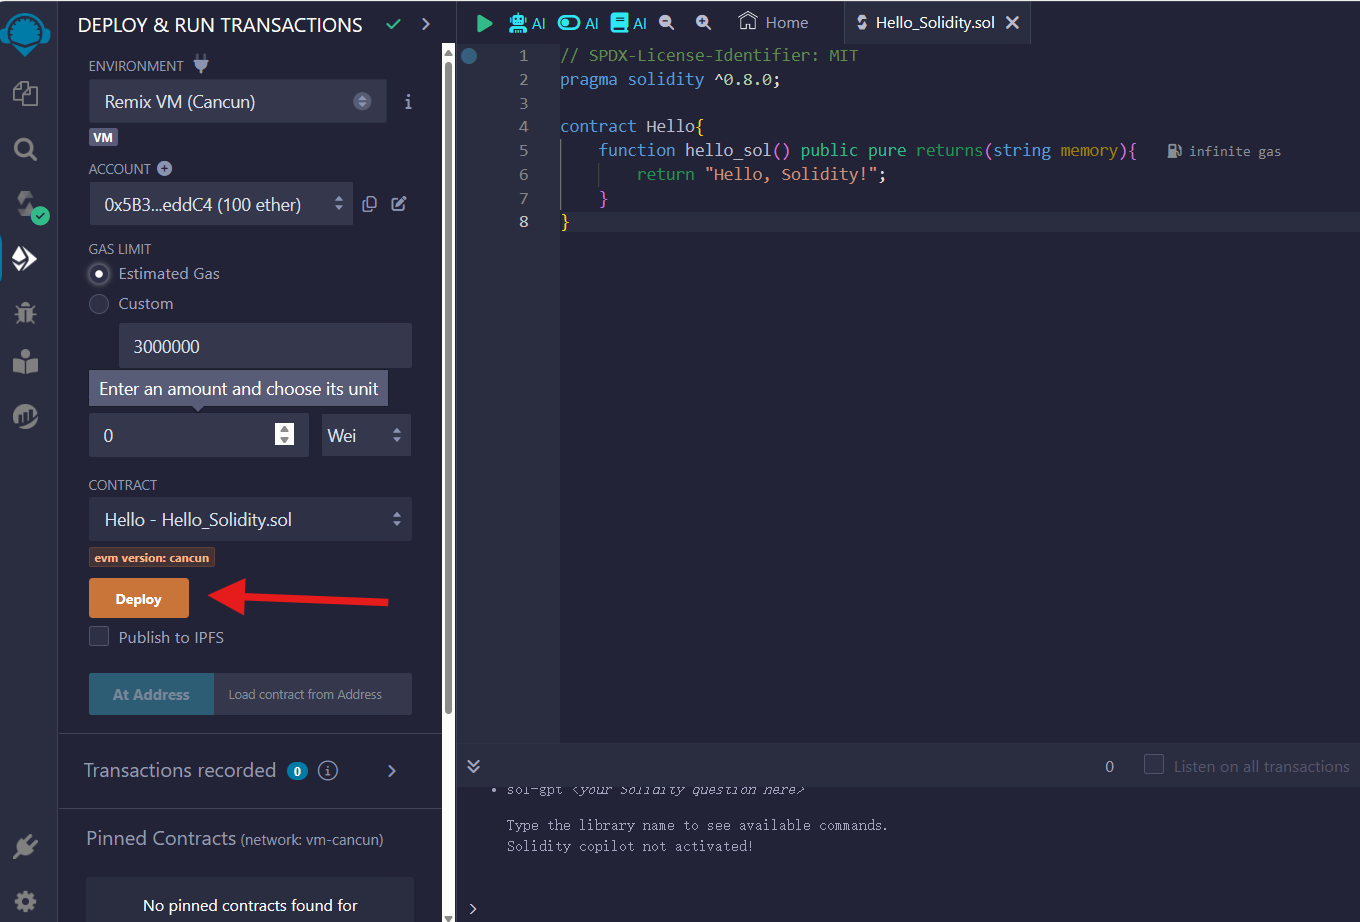 DEPLOY & RUN TRANSACTIONS
ENVIRONMENT
Remix VM (Cancun)
VM
ACCOUNT
0x5B3...eddC4 (100 ether)
GAS LIMIT
Estimated Gas
Custom
3000000
Enter an amount and choose its unit
0 Wei
CONTRACT
Hello - Hello_Solidity.sol
evm version: cancun
Deploy
Publish to IPFS
At Address Load contract from Address
Transactions recorded 0 i
Pinned Contracts (network: vm-cancun)
No pinned contracts found for
AI AI AI Home Hello_Solidity.sol
1 // SPDX-License-Identifier: MIT
2 pragma solidity ^0.8.0;
3
4 contract Hello{
5 function hello_sol() public pure returns(string memory){ infinite gas
6 return "Hello, Solidity!";
7 }
8 }
0 Listen on all transactions
• sol-gpt <your Solidity question here>
Type the library name to see available commands.
Solidity copilot not activated!
>